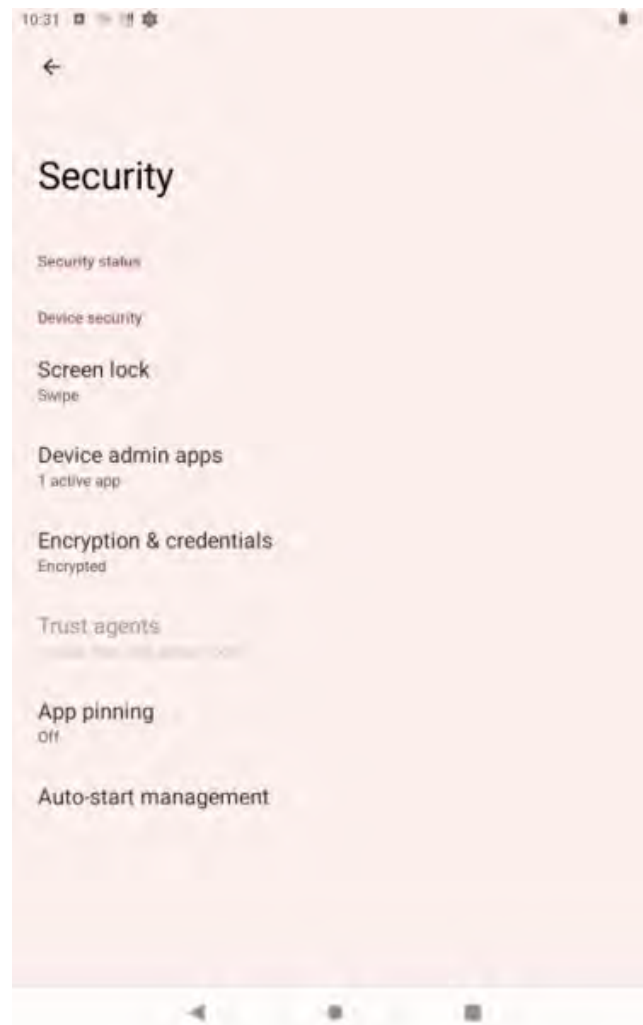 10:31
Security
Security status
Device security
Screen lock
Swipe
Device admin apps
1 active app
Encryption & credentials
Encrypted
Trust agents
App pinning
Off
Auto-start management